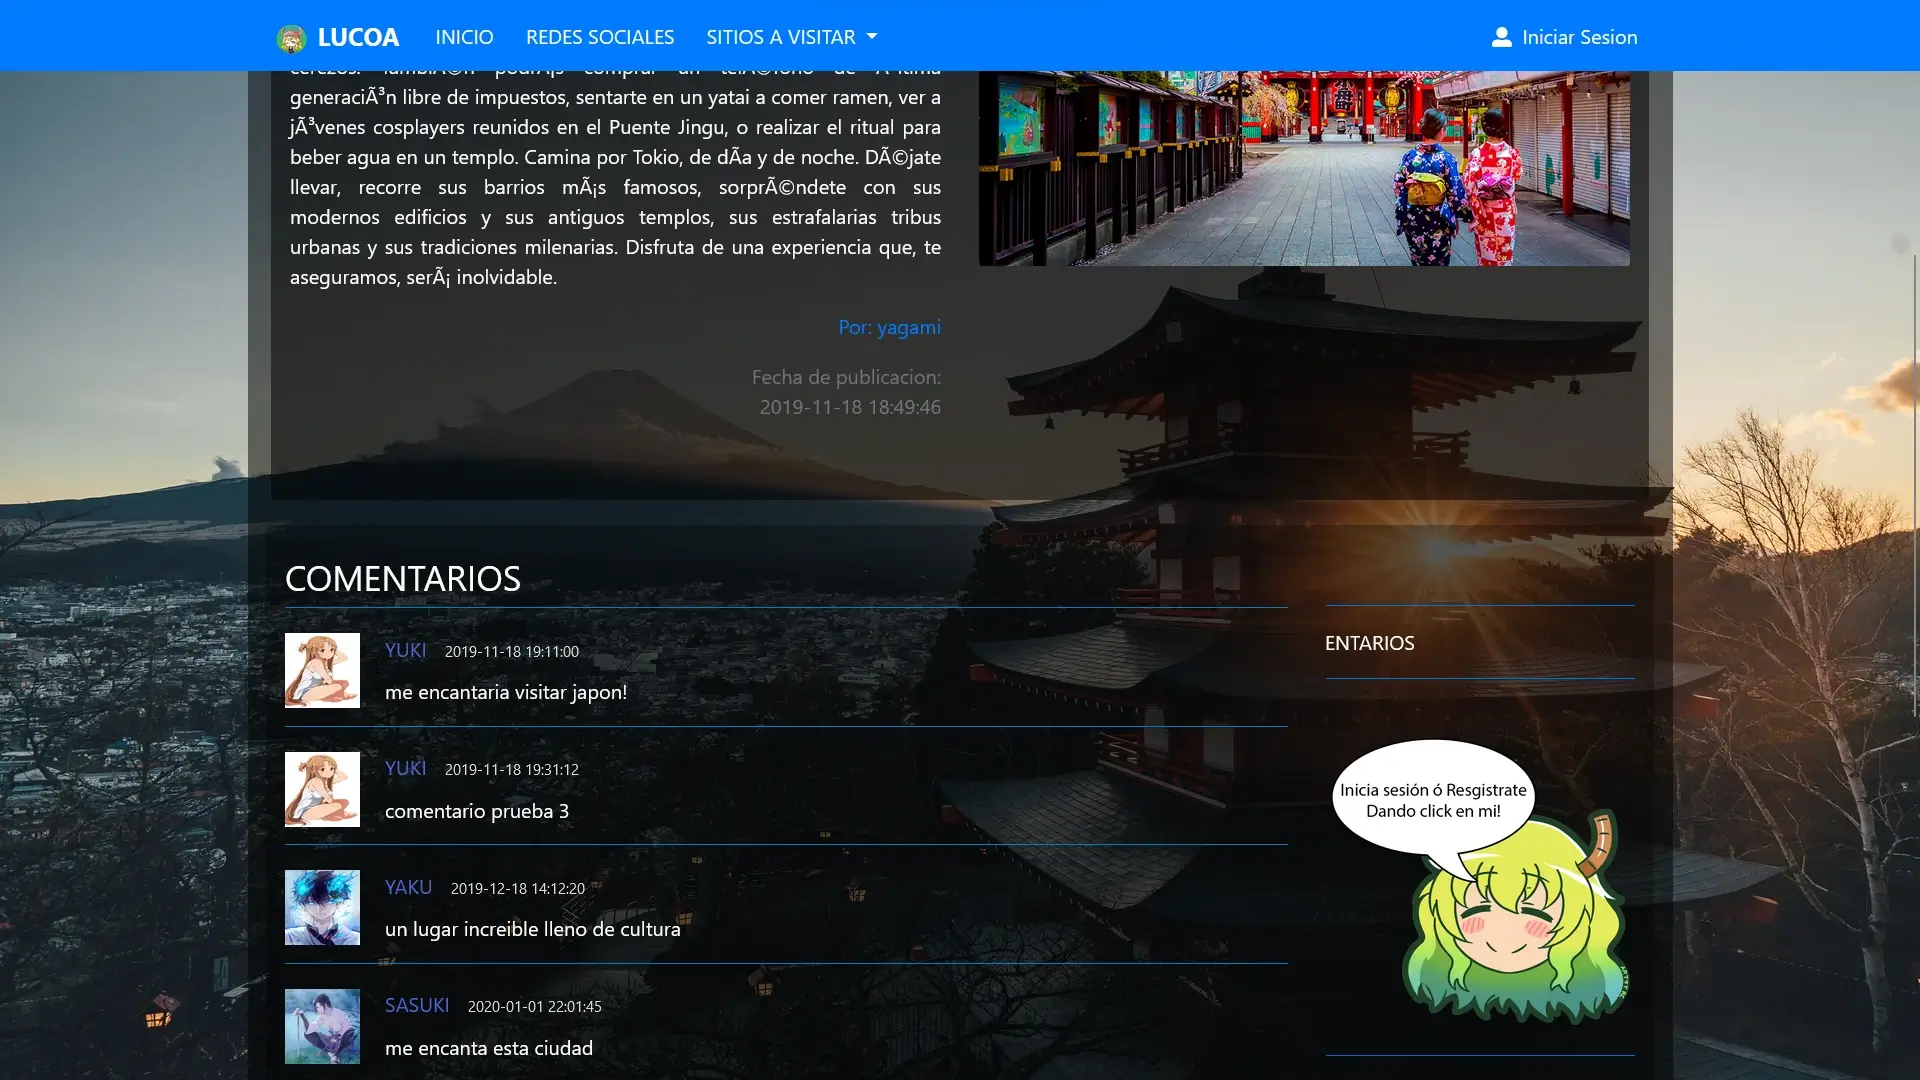 LUCOA INICIO REDES SOCIALES SITIOS A VISITAR Iniciar Sesion
generaciÃ³n libre de impuestos, sentarte en un yatai a comer ramen, ver a
jÃ³venes cosplayers reunidos en el Puente Jingu, o realizar el ritual para
beber agua en un templo. Camina por Tokio, de dÃa y de noche. DÃ©jate
llevar, recorre sus barrios mÃ¡s famosos, sorprÃ©ndete con sus
modernos edificios y sus antiguos templos, sus estrafalarias tribus
urbanas y sus tradiciones milenarias. Disfruta de una experiencia que, te
aseguramos, serÃ¡ inolvidable.
Por: yagami
Fecha de publicacion:
2019-11-18 18:49:46
COMENTARIOS
YUKI 2019-11-18 19:11:00
me encantaria visitar japon!
YUKI 2019-11-18 19:31:12
comentario prueba 3
YAKU 2019-12-18 14:12:20
un lugar increible lleno de cultura
SASUKI 2020-01-01 22:01:45
me encanta esta ciudad
ENTARIOS
Inicia sesión ó Resgistrate
Dando click en mi!